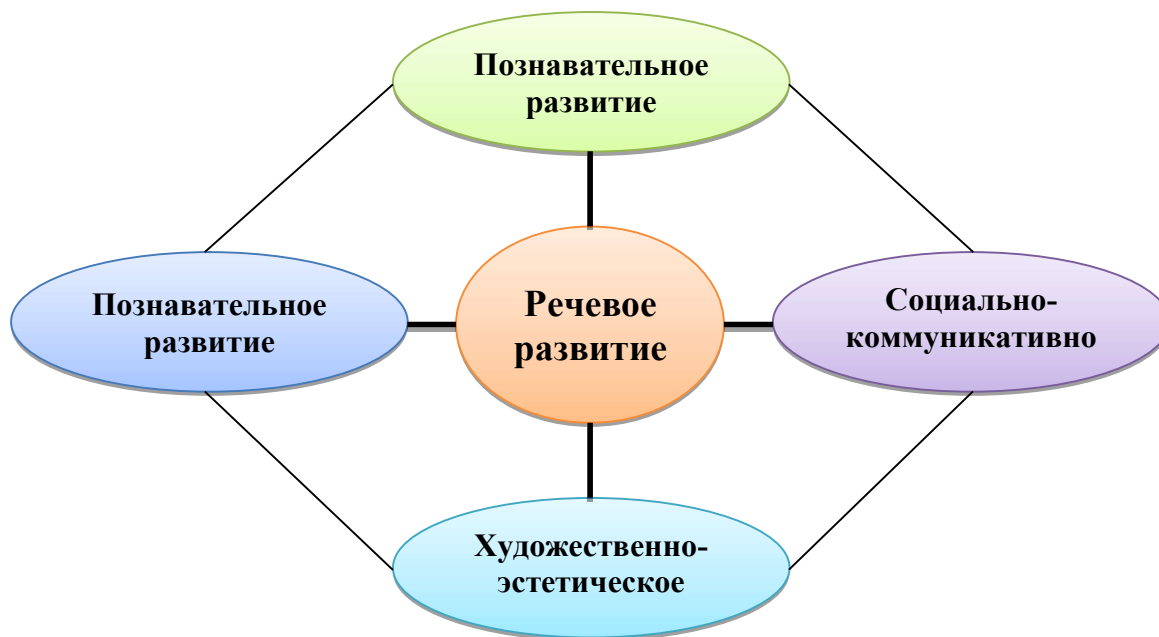 Познавательное
развитие
Познавательное
развитие
Речевое
развитие
Социально-
коммуникативно
Художественно-
эстетическое